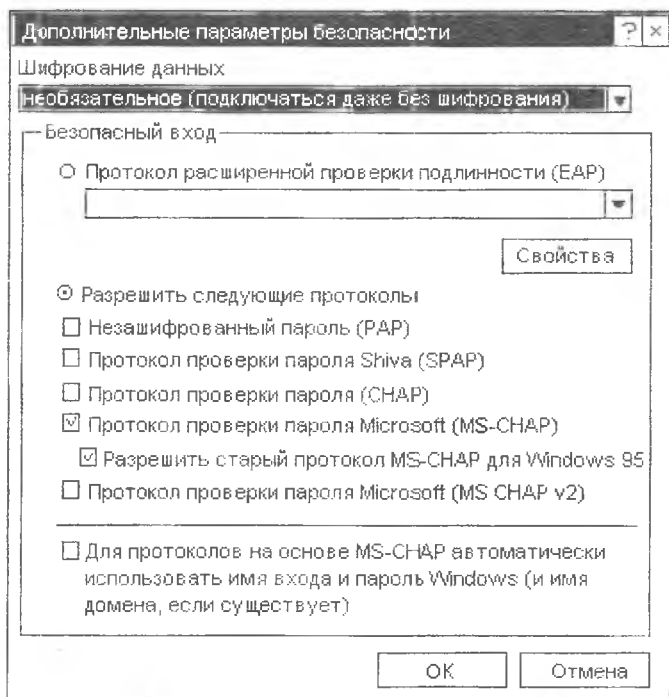 Дополнительные параметры безопасности
Шифрование данных
необязательное (подключаться даже без шифрования)
Безопасный вход
Протокол расширенной проверки подлинности (EAP)
Свойства
Разрешить следующие протоколы
Незашифрованный пароль (PAP)
Протокол проверки пароля Shiva (SPAP)
Протокол проверки пароля (CHAP)
Протокол проверки пароля Microsoft (MS-CHAP)
Разрешить старый протокол MS-CHAP для Windows 95
Протокол проверки пароля Microsoft (MS CHAP v2)
Для протоколов на основе MS-CHAP автоматически
использовать имя входа и пароль Windows (и имя
домена, если существует)
OK Отмена